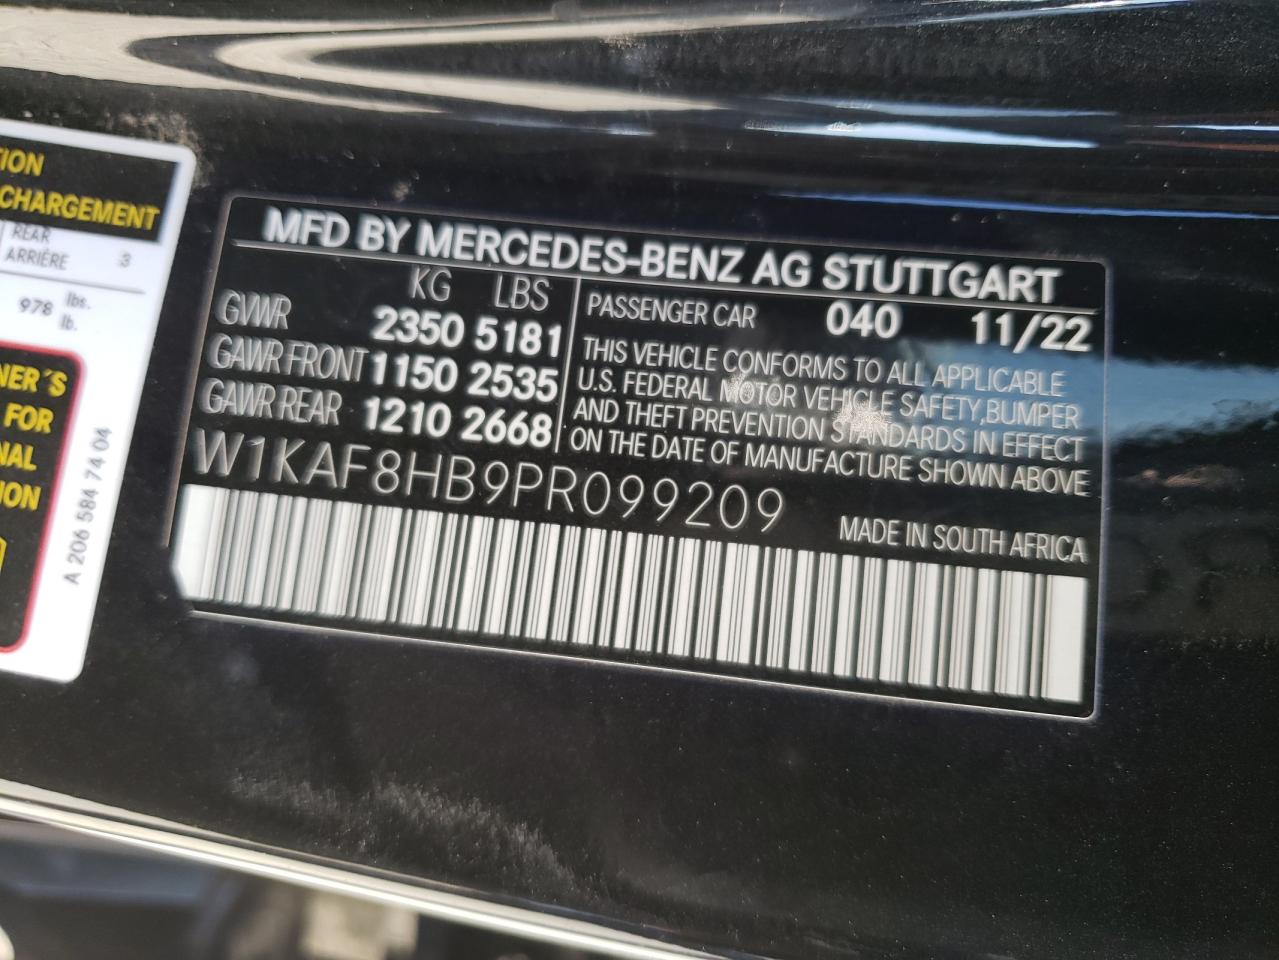 TION
CHARGEMENT
REAR
ARRIÈRE 3
978 lbs.
lb.
NER'S
FOR
NAL
ION
A 206 584 74 04
MFD BY MERCEDES-BENZ AG STUTTGART
KG LBS
GVWR 2350 5181
GAWR FRONT 1150 2535
GAWR REAR 1210 2668
PASSENGER CAR 040 11/22
THIS VEHICLE CONFORMS TO ALL APPLICABLE
U.S. FEDERAL MOTOR VEHICLE SAFETY,BUMPER
AND THEFT PREVENTION STANDARDS IN EFFECT
ON THE DATE OF MANUFACTURE SHOWN ABOVE
W1KAF8HB9PR099209
MADE IN SOUTH AFRICA